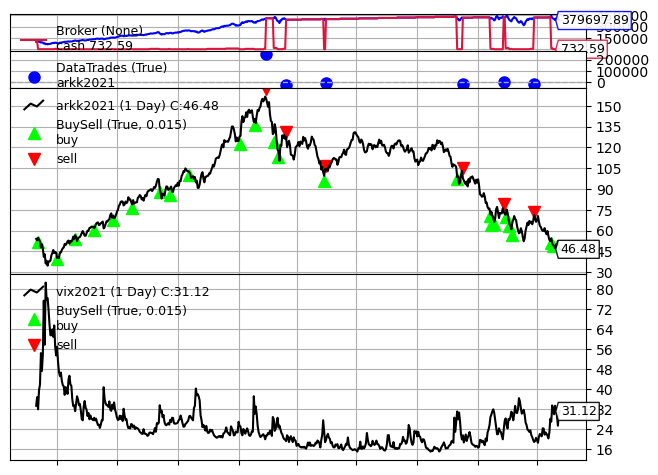 Broker (None)
Cash 732.59
379697.89
150000
732.59
DataTrades (True)
arkk2021
200000
100000
0
arkk2021 (1 Day) C:46.48
BuySell (True, 0.015)
buy
sell
150
135
120
105
90
75
60
46.48
45
30
vix2021 (1 Day) C:31.12
BuySell (True, 0.015)
buy
sell
80
72
64
56
48
40
31.12
24
16